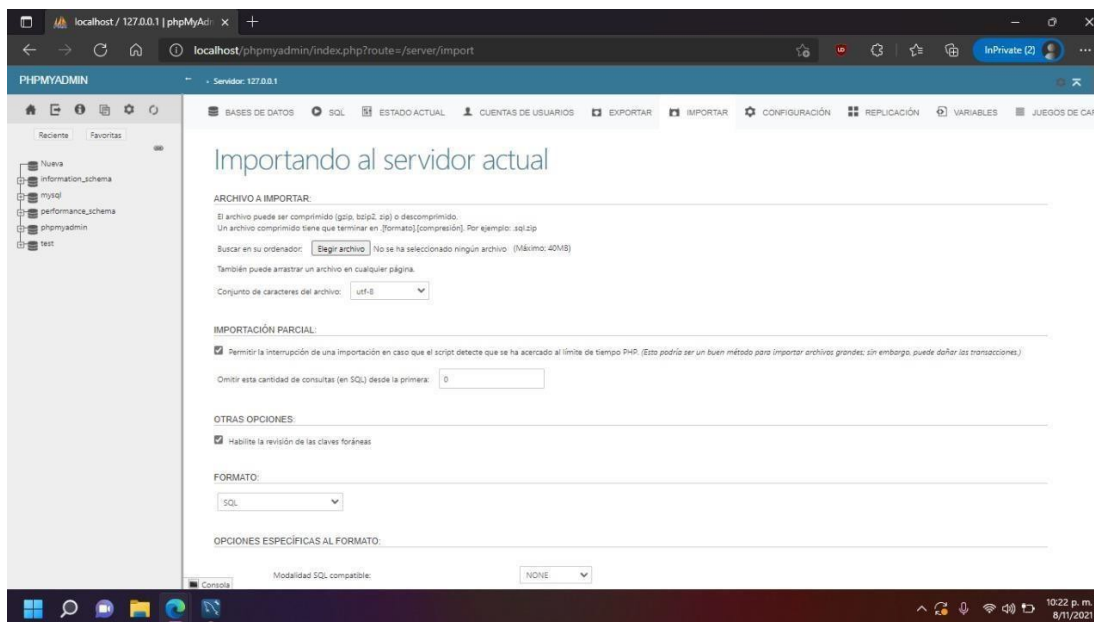 localhost / 127.0.0.1 | phpMyAdn
localhost/phpmyadmin/index.php?route=/server/import
InPrivate (2)
PHPMYADMIN
Servidor: 127.0.0.1
BASES DE DATOS SQL ESTADO ACTUAL CUENTAS DE USUARIOS EXPORTAR IMPORTAR CONFIGURACIÓN REPLICACIÓN VARIABLES JUEGOS DE CAR
Reciente Favoritas
Nueva
information_schema
mysql
performance_schema
phpmyadmin
test
Importando al servidor actual
ARCHIVO A IMPORTAR:
El archivo puede ser comprimido (gzip, bzip2, zip) o descomprimido.
Un archivo comprimido tiene que terminar en .[formato].[compresión]. Por ejemplo: .sql.zip
Buscar en su ordenador: Elegir archivo No se ha seleccionado ningún archivo (Máximo: 40MB)
También puede arrastrar un archivo en cualquier página.
Conjunto de caracteres del archivo: utf-8
IMPORTACIÓN PARCIAL:
Permitir la interrupción de una importación en caso que el script detecte que se ha acercado al límite de tiempo PHP. (Esto podría ser un buen método para importar archivos grandes; sin embargo, puede dañar las transacciones.)
Omitir esta cantidad de consultas (en SQL) desde la primera: 0
OTRAS OPCIONES:
Habilite la revisión de las claves foráneas
FORMATO:
SQL
OPCIONES ESPECÍFICAS AL FORMATO:
Modalidad SQL compatible: NONE
Consola
10:22 p. m.
8/11/2021